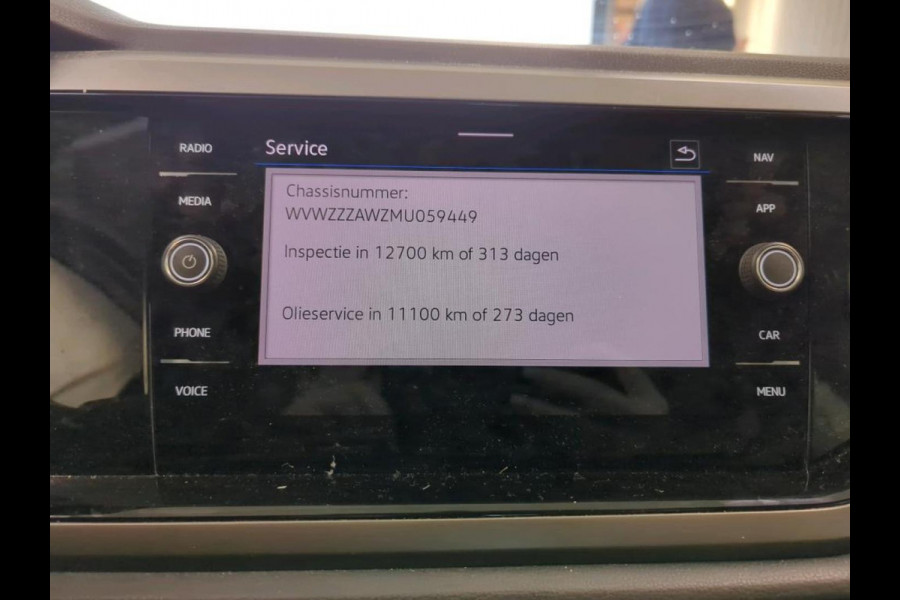 RADIO
MEDIA
PHONE
VOICE
Service
Chassisnummer:
WVWZZZAWZMU059449
Inspectie in 12700 km of 313 dagen
Olieservice in 11100 km of 273 dagen
NAV
APP
CAR
MENU